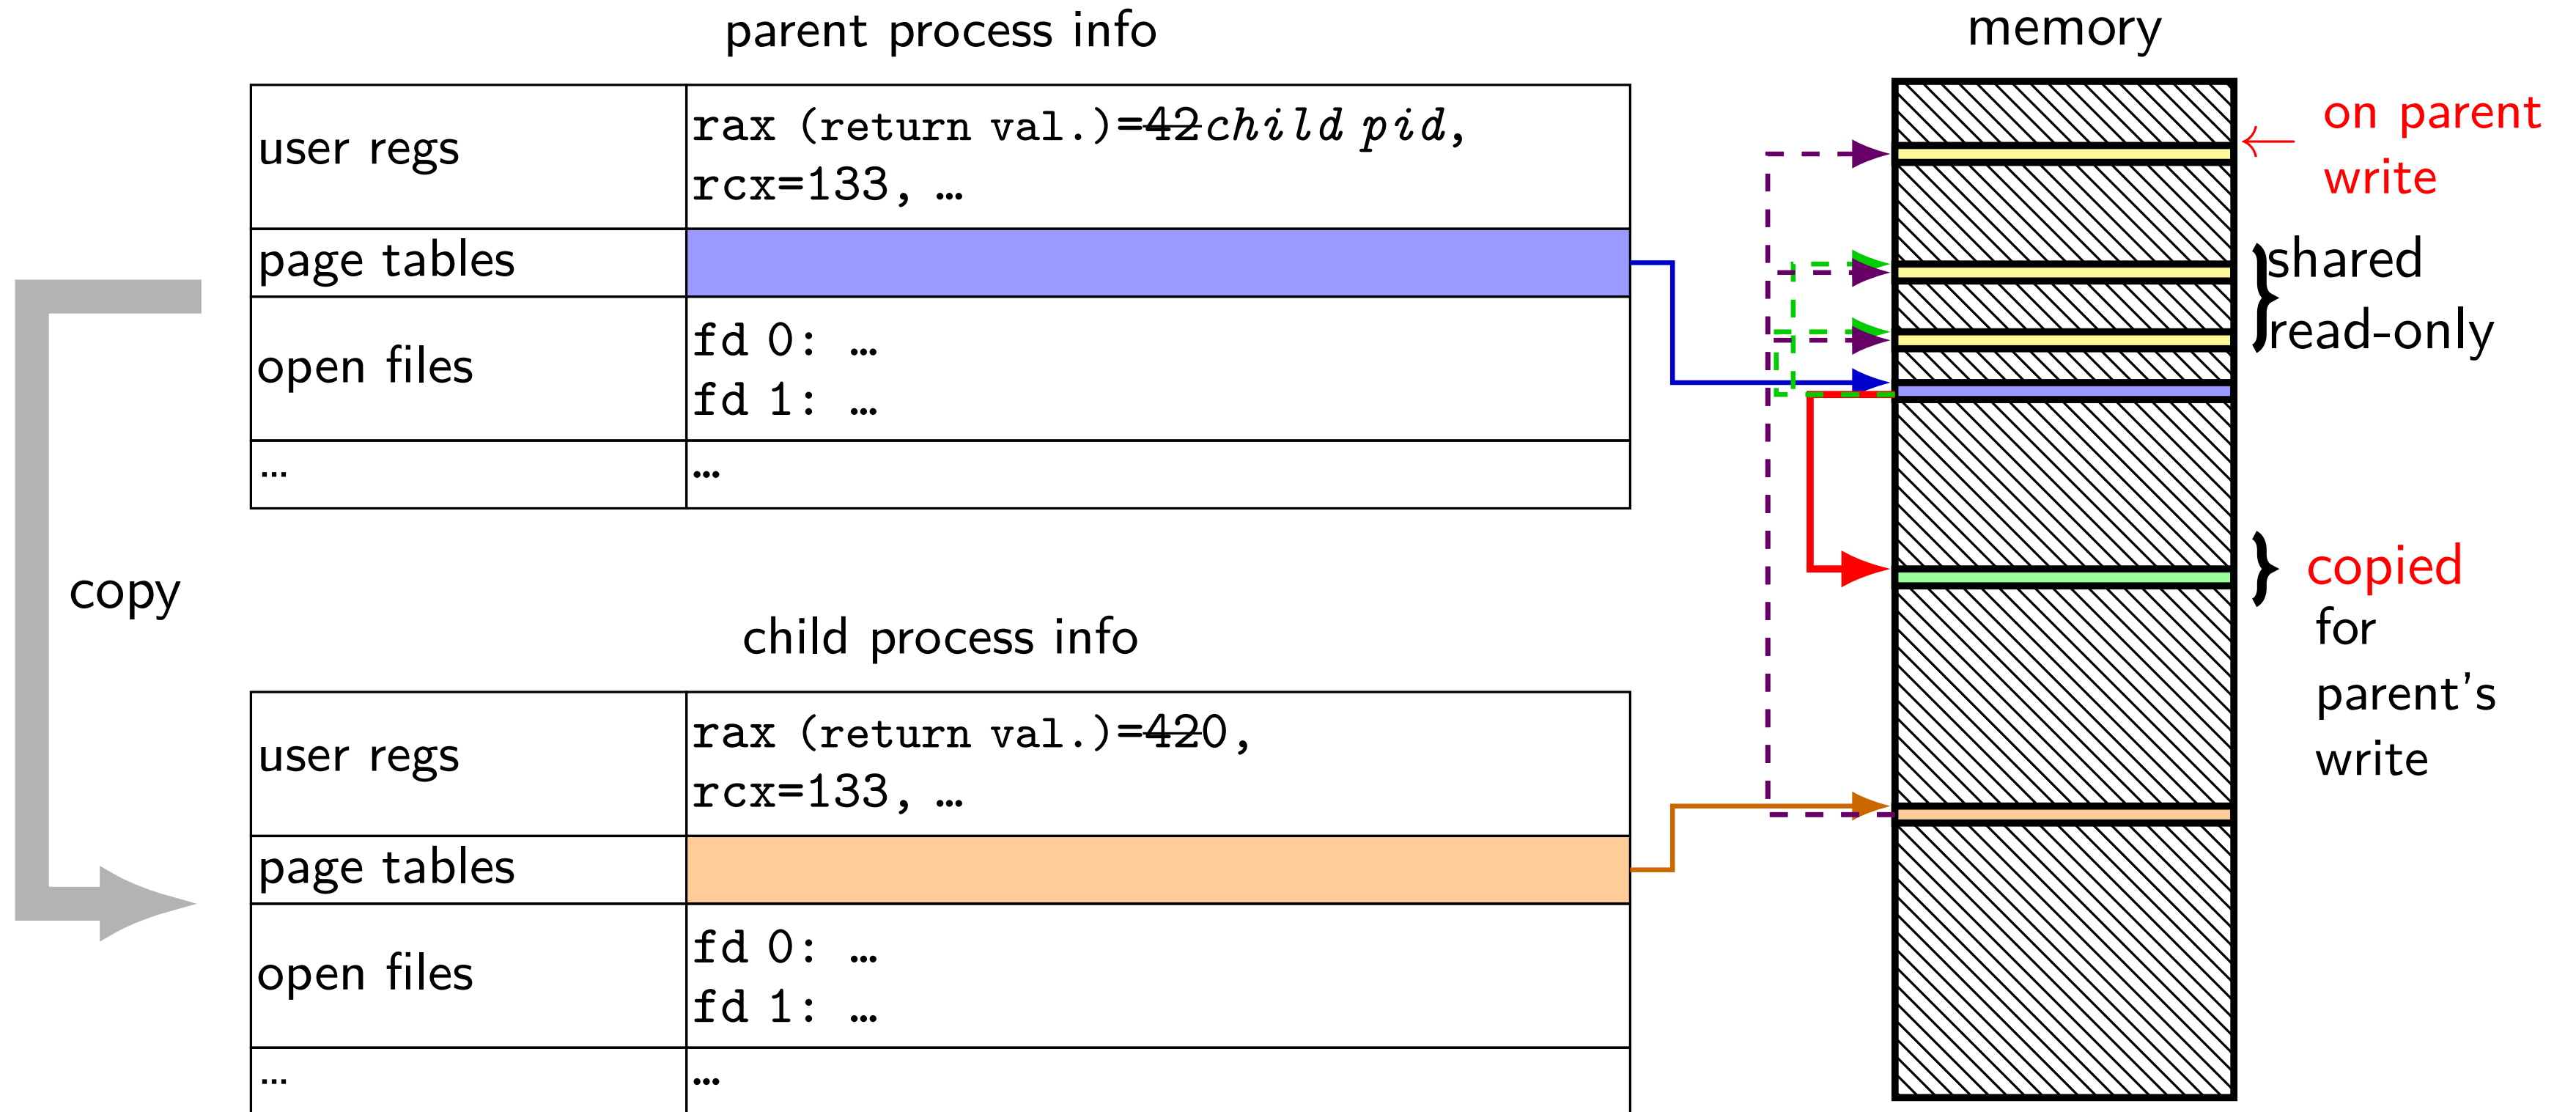 parent process info
user regs
rax (return val.)=42child pid,
rcx=133, …
page tables
open files
fd 0: …
fd 1: …
…
…
copy
child process info
user regs
rax (return val.)=420,
rcx=133, …
page tables
open files
fd 0: …
fd 1: …
…
…
memory
on parent
write
shared
read-only
copied
for
parent's
write